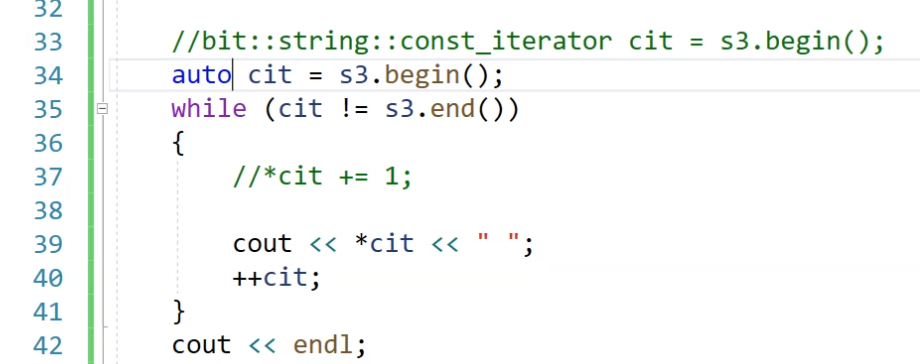 32
33 //bit::string::const_iterator cit = s3.begin();
34 auto cit = s3.begin();
35 while (cit != s3.end())
36 {
37 //*cit += 1;
38
39 cout << *cit << " ";
40 ++cit;
41 }
42 cout << endl;